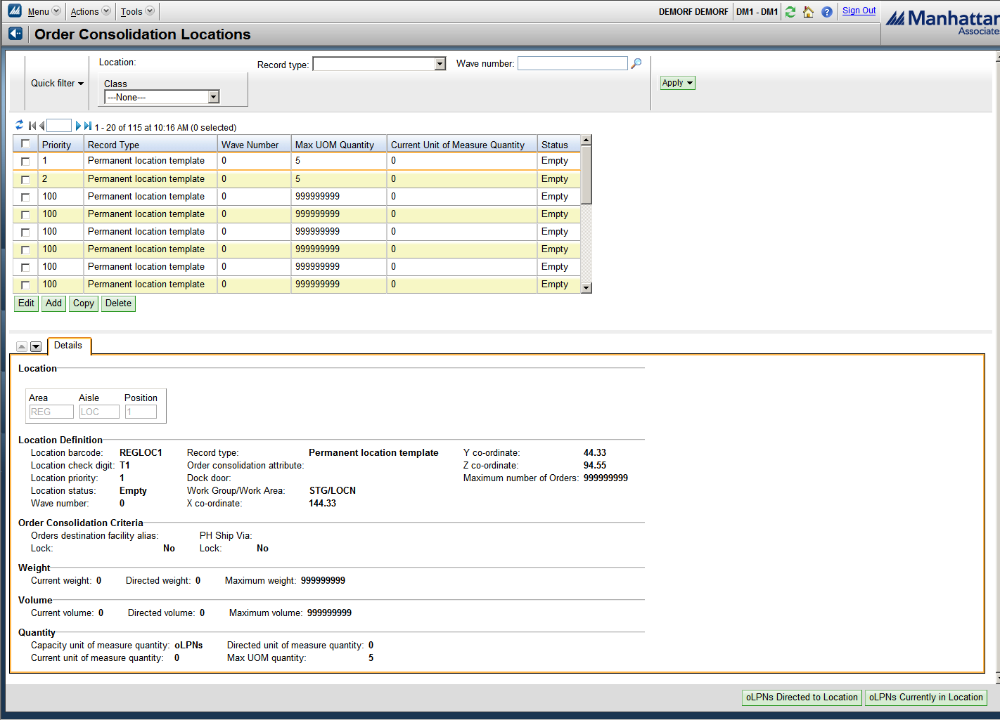 Menu Actions Tools DEMORF DEMORF DM1 - DM1 Sign Out
Manhattan
Associates
Order Consolidation Locations
Location: Record type: Wave number:
Quick filter Class Apply
---None---
1 - 20 of 115 at 10:16 AM (0 selected)
Priority Record Type Wave Number Max UOM Quantity Current Unit of Measure Quantity Status
1 Permanent location template 0 5 0 Empty
2 Permanent location template 0 5 0 Empty
100 Permanent location template 0 999999999 0 Empty
100 Permanent location template 0 999999999 0 Empty
100 Permanent location template 0 999999999 0 Empty
100 Permanent location template 0 999999999 0 Empty
100 Permanent location template 0 999999999 0 Empty
100 Permanent location template 0 999999999 0 Empty
Edit Add Copy Delete
Details
Location
Area Aisle Position
REG LOC 1
Location Definition
Location barcode: REGLOC1 Record type: Permanent location template Y co-ordinate: 44.33
Location check digit: T1 Order consolidation attribute: Z co-ordinate: 94.55
Location priority: 1 Dock door: Maximum number of Orders: 999999999
Location status: Empty Work Group/Work Area: STG/LOCN
Wave number: 0 X co-ordinate: 144.33
Order Consolidation Criteria
Orders destination facility alias: PH Ship Via:
Lock: No Lock: No
Weight
Current weight: 0 Directed weight: 0 Maximum weight: 999999999
Volume
Current volume: 0 Directed volume: 0 Maximum volume: 999999999
Quantity
Capacity unit of measure quantity: oLPNs Directed unit of measure quantity: 0
Current unit of measure quantity: 0 Max UOM quantity: 5
oLPNs Directed to Location oLPNs Currently in Location